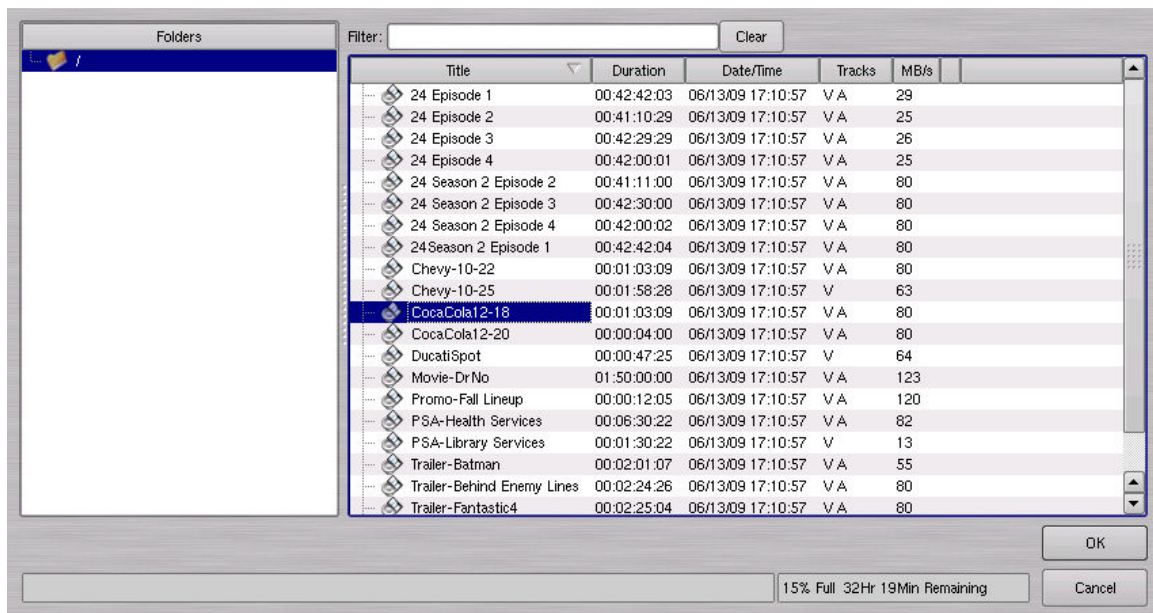 Folders
/
Filter:
Clear
Title Duration Date/Time Tracks MB/s
24 Episode 1 00:42:42:03 06/13/09 17:10:57 V A 29
24 Episode 2 00:41:10:29 06/13/09 17:10:57 V A 25
24 Episode 3 00:42:29:29 06/13/09 17:10:57 V A 26
24 Episode 4 00:42:00:01 06/13/09 17:10:57 V A 25
24 Season 2 Episode 2 00:41:11:00 06/13/09 17:10:57 V A 80
24 Season 2 Episode 3 00:42:30:00 06/13/09 17:10:57 V A 80
24 Season 2 Episode 4 00:42:00:02 06/13/09 17:10:57 V A 80
24Season 2 Episode 1 00:42:42:04 06/13/09 17:10:57 V A 80
Chevy-10-22 00:01:03:09 06/13/09 17:10:57 V A 80
Chevy-10-25 00:01:58:28 06/13/09 17:10:57 V 63
CocaCola12-18 00:01:03:09 06/13/09 17:10:57 V A 80
CocaCola12-20 00:00:04:00 06/13/09 17:10:57 V A 80
DucatiSpot 00:00:47:25 06/13/09 17:10:57 V 64
Movie-DrNo 01:50:00:00 06/13/09 17:10:57 V A 123
Promo-Fall Lineup 00:00:12:05 06/13/09 17:10:57 V A 120
PSA-Health Services 00:06:30:22 06/13/09 17:10:57 V A 82
PSA-Library Services 00:01:30:22 06/13/09 17:10:57 V 13
Trailer-Batman 00:02:01:07 06/13/09 17:10:57 V A 55
Trailer-Behind Enemy Lines 00:02:24:26 06/13/09 17:10:57 V A 80
Trailer-Fantastic4 00:02:25:04 06/13/09 17:10:57 V A 80
OK
15% Full 32Hr 19Min Remaining
Cancel